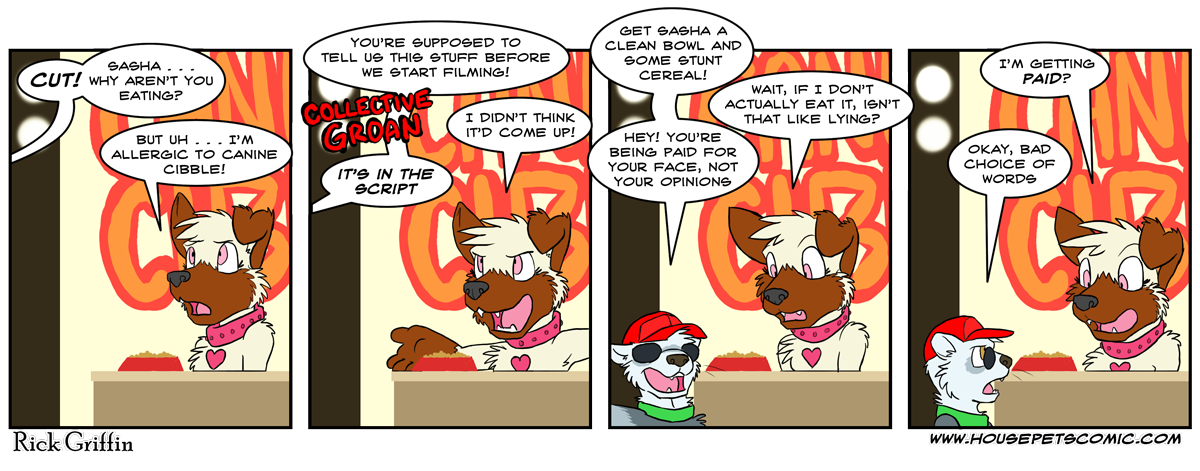 CUT!
SASHA . . .
WHY AREN'T YOU
EATING?
BUT UH . . . I'M
ALLERGIC TO CANINE
CIBBLE!
YOU'RE SUPPOSED TO
TELL US THIS STUFF BEFORE
WE START FILMING!
COLLECTIVE
GROAN
I DIDN'T THINK
IT'D COME UP!
IT'S IN THE
SCRIPT
GET SASHA A
CLEAN BOWL AND
SOME STUNT
CEREAL!
WAIT, IF I DON'T
ACTUALLY EAT IT, ISN'T
THAT LIKE LYING?
HEY! YOU'RE
BEING PAID FOR
YOUR FACE, NOT
YOUR OPINIONS
I'M GETTING
PAID?
OKAY, BAD
CHOICE OF
WORDS
Rick Griffin
WWW.HOUSEPETSCOMIC.COM